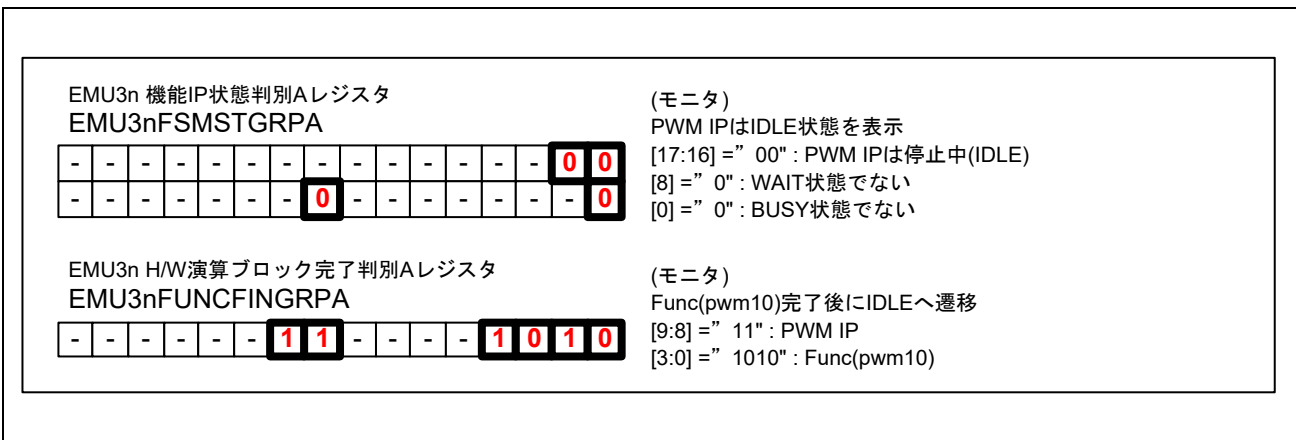 EMU3n 機能IP状態判別Aレジスタ
EMU3nFSMSTGRPA
- - - - - - - - - - - - - - 0 0
- - - - - - - 0 - - - - - - - 0
(モニタ)
PWM IPはIDLE状態を表示
[17:16] =”00" : PWM IPは停止中(IDLE)
[8] =”0" : WAIT状態でない
[0] =”0" : BUSY状態でない
EMU3n H/W演算ブロック完了判別Aレジスタ
EMU3nFUNCFINGRPA
- - - - - - 1 1 - - - - 1 0 1 0
(モニタ)
Func(pwm10)完了後にIDLEへ遷移
[9:8] =”11" : PWM IP
[3:0] =”1010" : Func(pwm10)